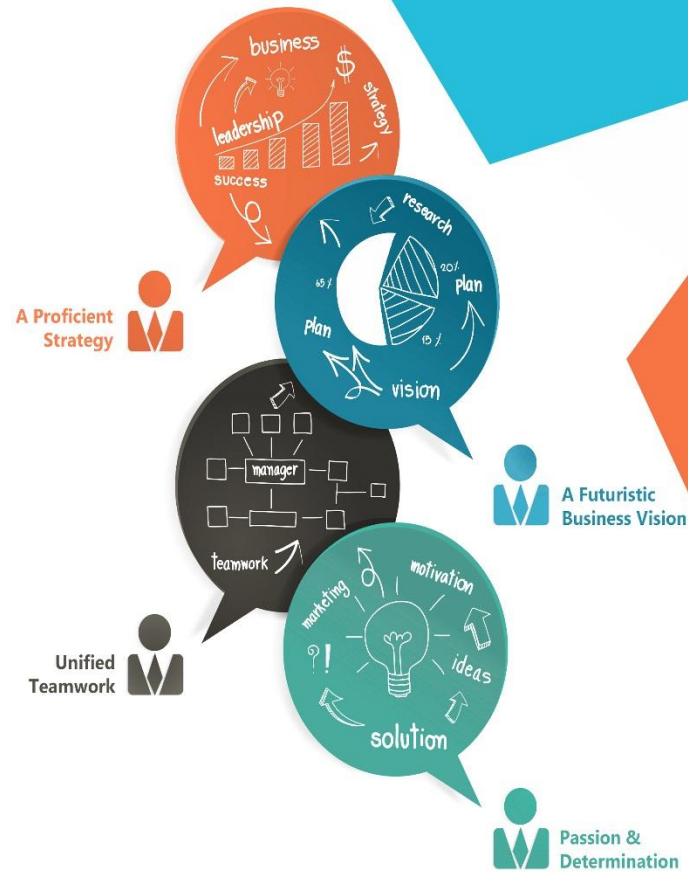 business
$
strategy
leadership
success
A Proficient
Strategy
research
20%
plan
65%
plan
15%
vision
A Futuristic
Business Vision
manager
teamwork
Unified
Teamwork
motivation
marketing
?!
ideas
solution
Passion &
Determination